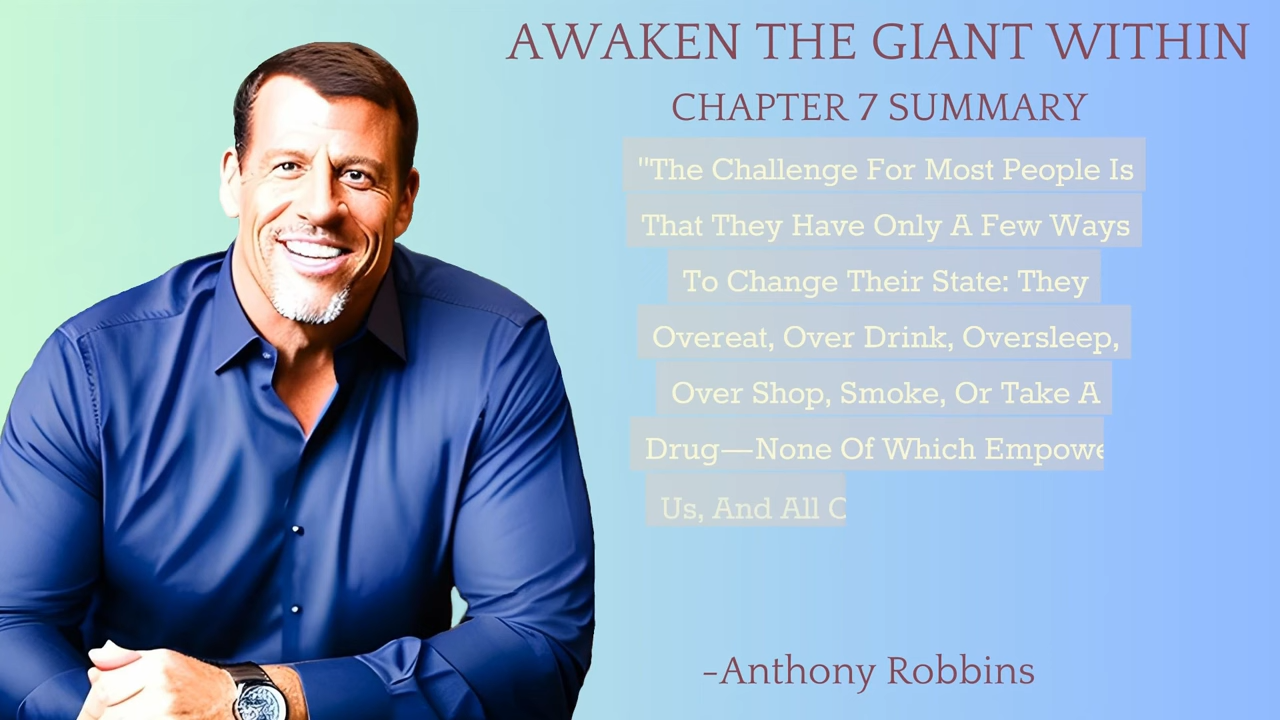 AWAKEN THE GIANT WITHIN
CHAPTER 7 SUMMARY
"The Challenge For Most People Is
That They Have Only A Few Ways
To Change Their State: They
Overeat, Over Drink, Oversleep,
Over Shop, Smoke, Or Take A
Drug—None Of Which Empowe
Us, And All
-Anthony Robbins